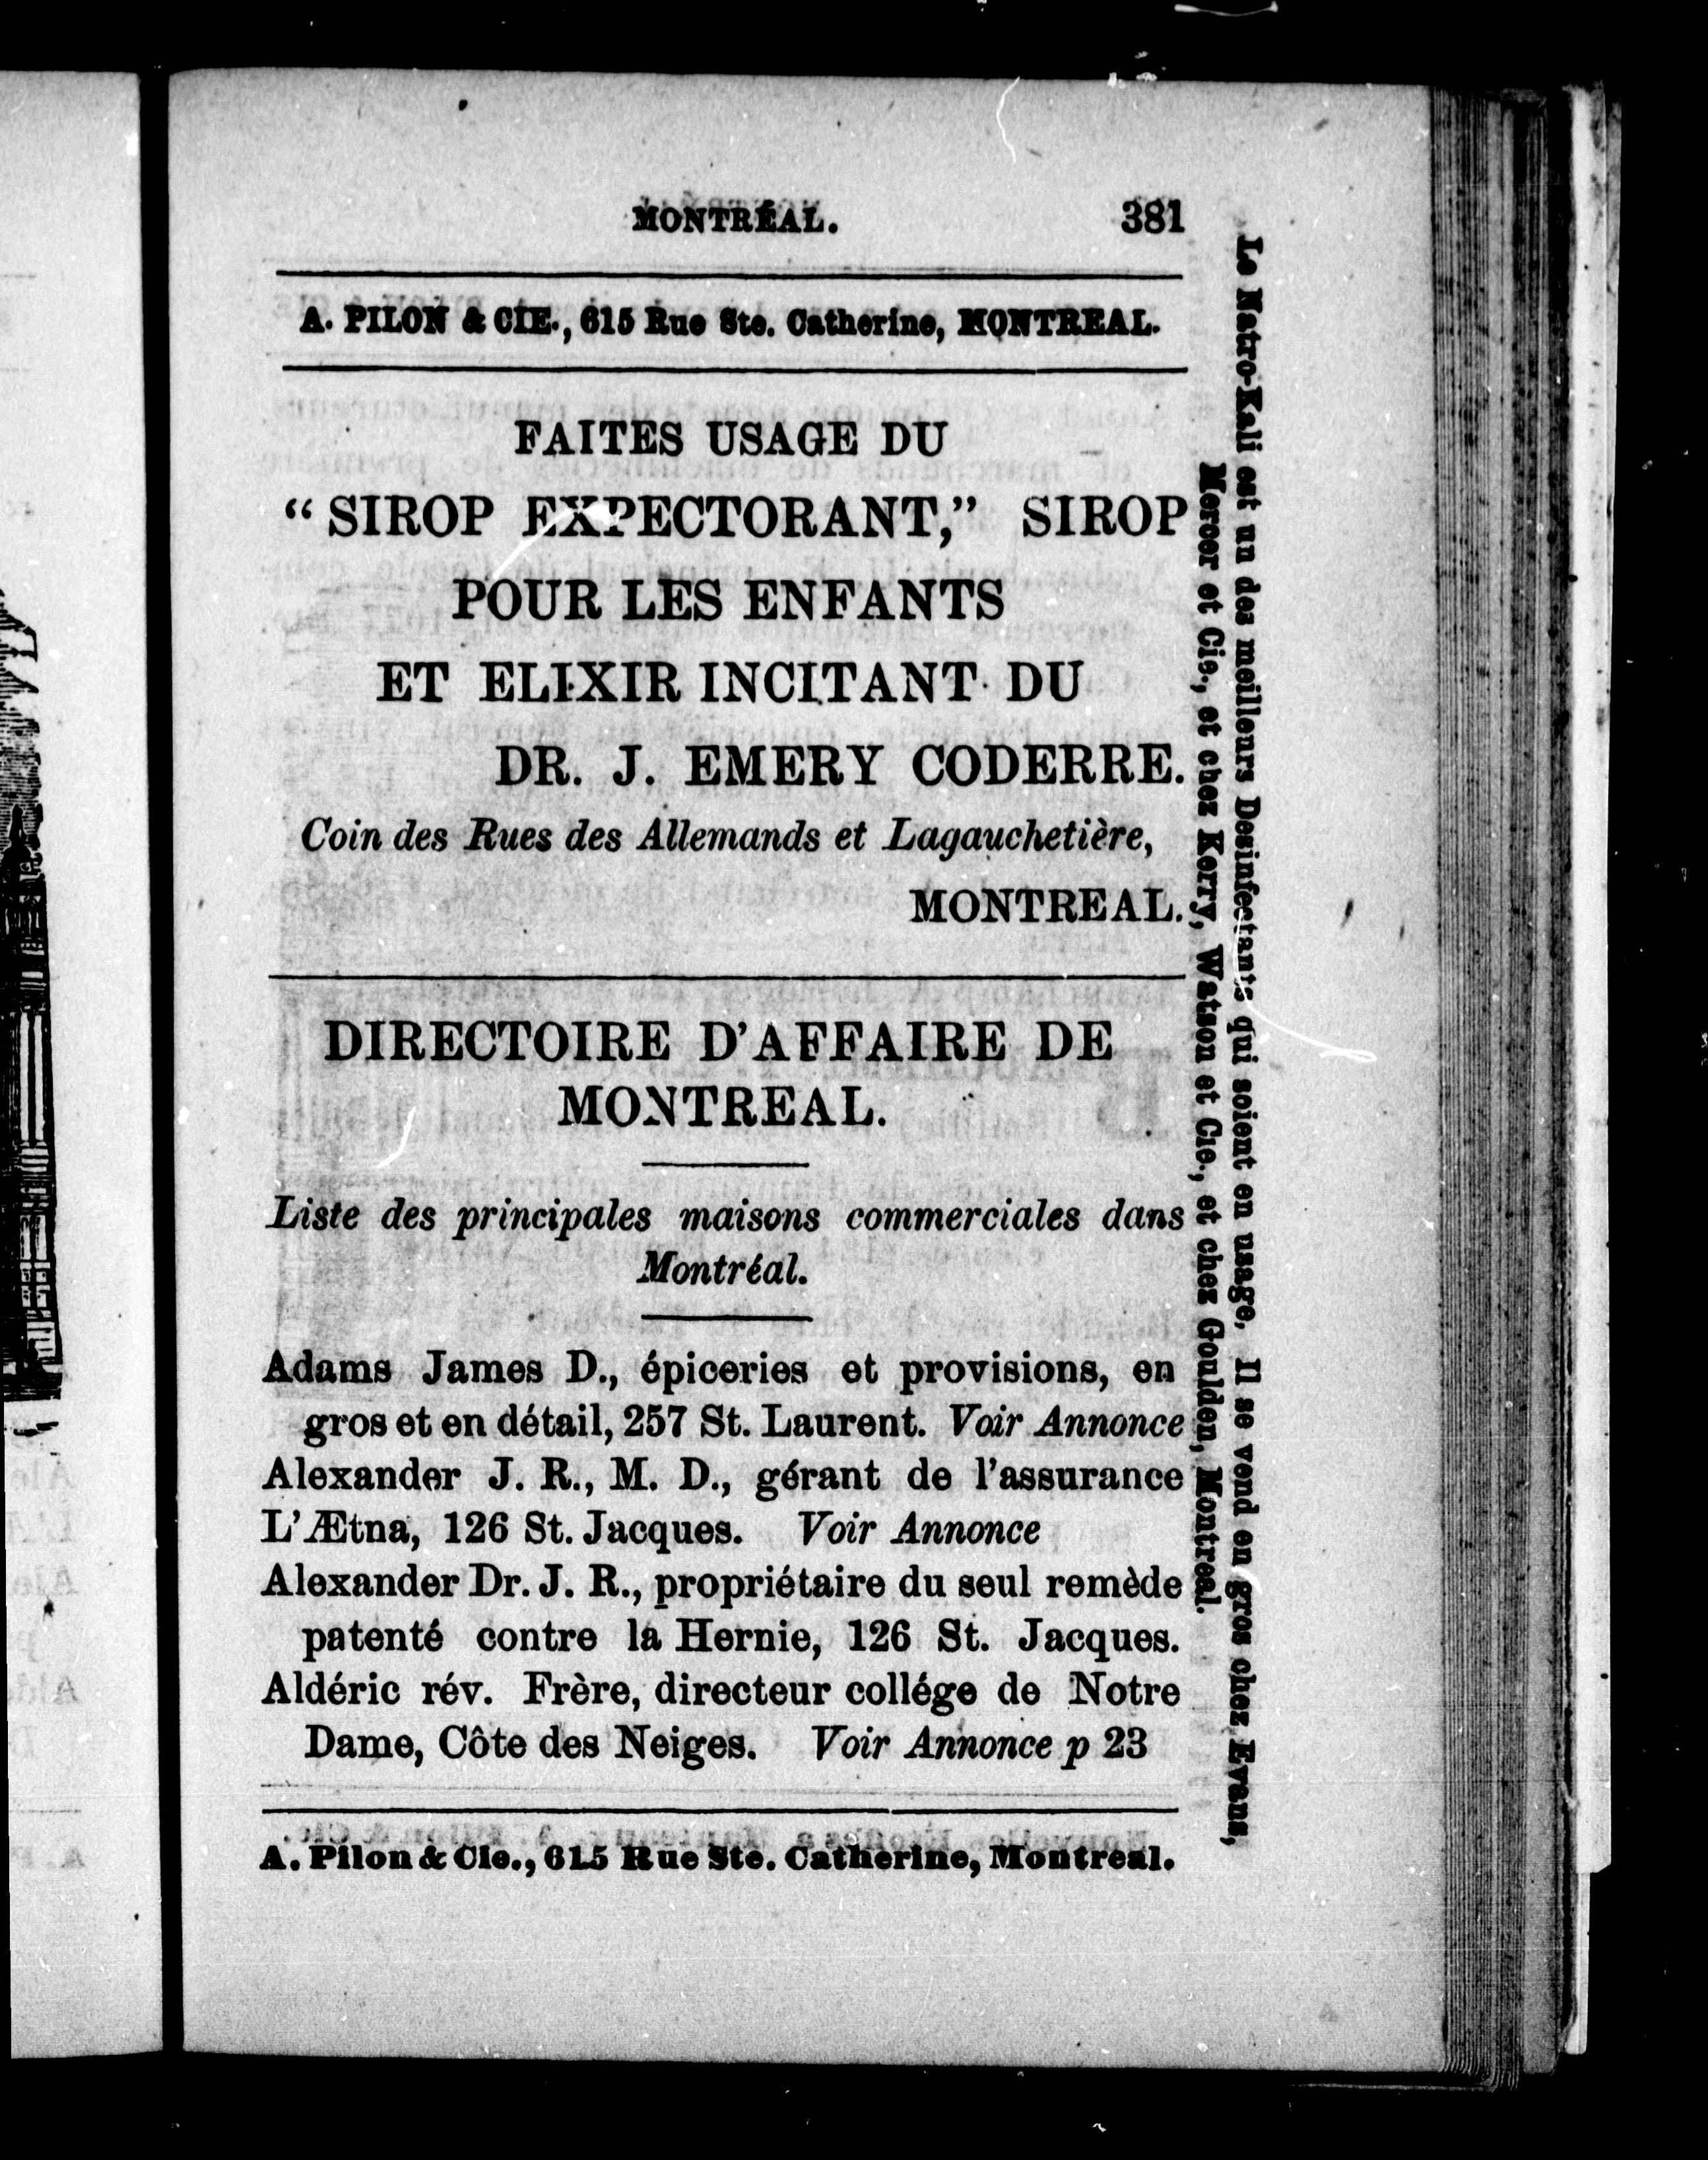 MONTRÉAL. 381
A. PILON & CIE., 615 Rue Ste. Catherine, MONTREAL.
FAITES USAGE DU
“SIROP EXPECTORANT,” SIROP
POUR LES ENFANTS
ET ELIXIR INCITANT DU
DR. J. EMERY CODERRE.
Coin des Rues des Allemands et Lagauchetière,
MONTREAL.
DIRECTOIRE D’AFFAIRE DE
MONTREAL.
Liste des principales maisons commerciales dans
Montréal.
Adams James D., épiceries et provisions, en
gros et en détail, 257 St. Laurent. Voir Annonce
Alexander J. R., M. D., gérant de l’assurance
L’Ætna, 126 St. Jacques. Voir Annonce
Alexander Dr. J. R., propriétaire du seul remède
patenté contre la Hernie, 126 St. Jacques.
Aldéric rév. Frère, directeur collége de Notre
Dame, Côte des Neiges. Voir Annonce p 23
A. Pilon & Cie., 615 Rue Ste. Catherine, Montreal.
Le Natro-Kali est un des meilleurs Desinfectants qui soient en usage, Il se vend en gros chez Evans,
Mercer et Cie., et chez Kerry, Watson et Cie., et chez Goulden, Montreal.